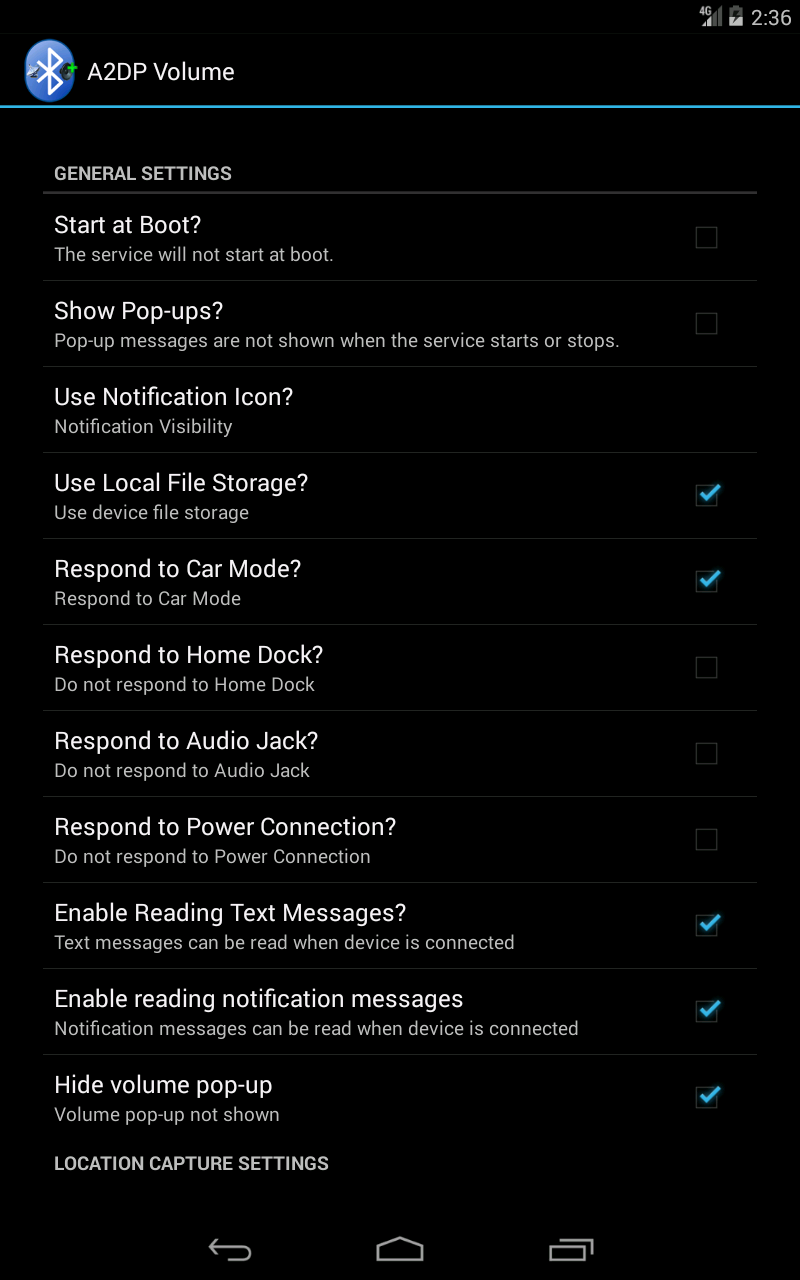 4G 2:36
A2DP Volume
GENERAL SETTINGS
Start at Boot?
The service will not start at boot.
Show Pop-ups?
Pop-up messages are not shown when the service starts or stops.
Use Notification Icon?
Notification Visibility
Use Local File Storage?
Use device file storage
Respond to Car Mode?
Respond to Car Mode
Respond to Home Dock?
Do not respond to Home Dock
Respond to Audio Jack?
Do not respond to Audio Jack
Respond to Power Connection?
Do not respond to Power Connection
Enable Reading Text Messages?
Text messages can be read when device is connected
Enable reading notification messages
Notification messages can be read when device is connected
Hide volume pop-up
Volume pop-up not shown
LOCATION CAPTURE SETTINGS